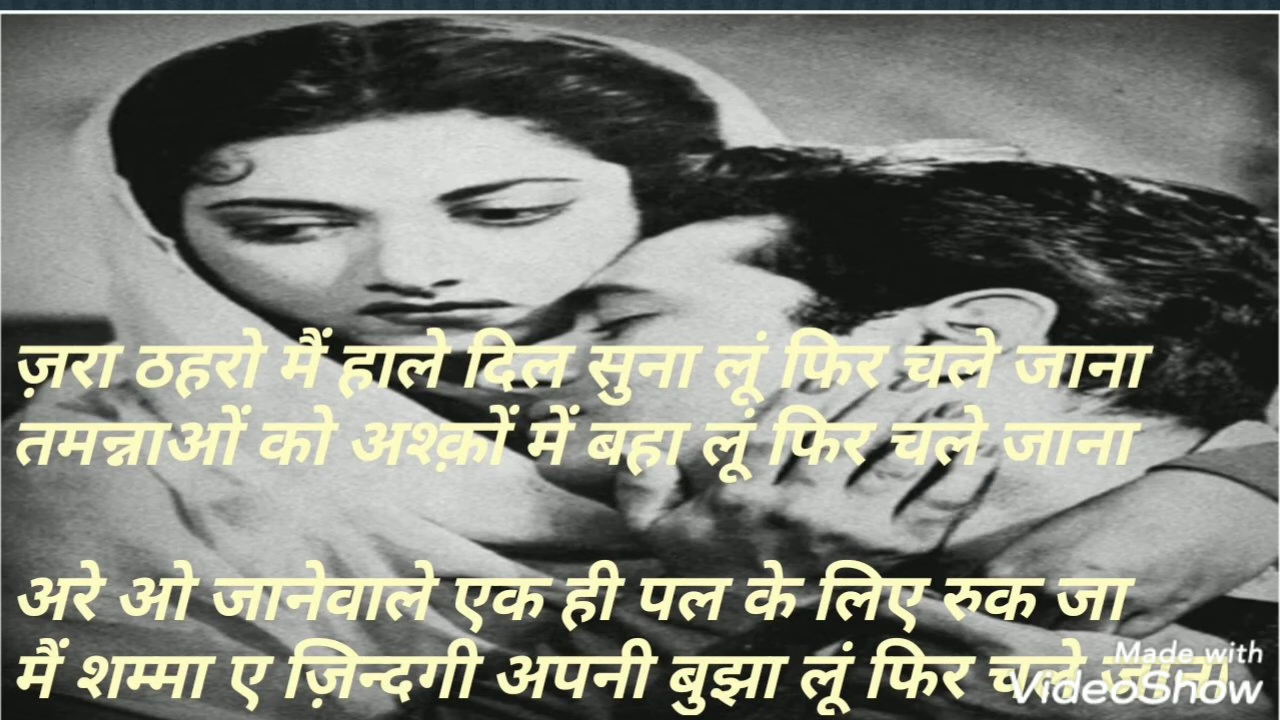 ज़रा ठहरो मैं हाले दिल सुना लूं फिर चले जाना
तमन्नाओं को अश्क़ों में बहा लूं फिर चले जाना
अरे ओ जानेवाले एक ही पल के लिए रुक जा
मैं शम्मा ए ज़िन्दगी अपनी बुझा लूं फिर चले जाना
Made with
VideoShow